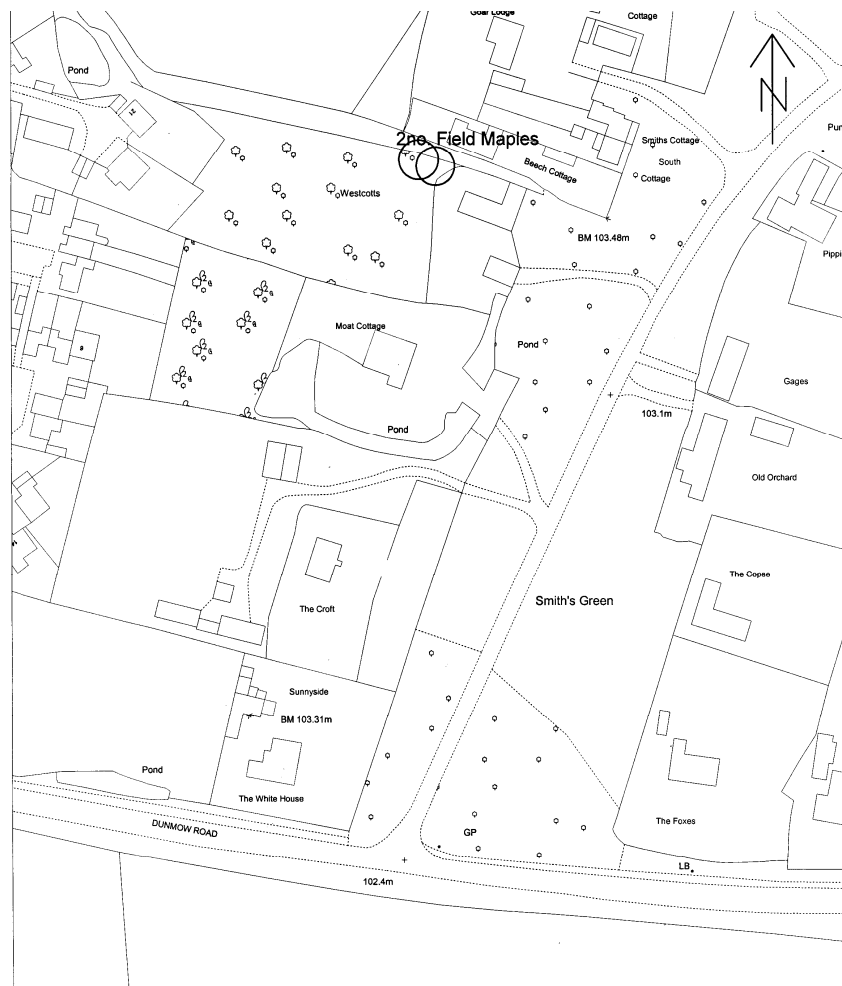 Goar Lodge
Cottage
Pond
12
N
2no. Field Maples
Smiths Cottage
South
Cottage
Beech Cottage
Westcotts
BM 103.48m
Moat Cottage
Pond
Gages
103.1m
Pond
Old Orchard
The Copse
The Croft
Smith's Green
Sunnyside
BM 103.31m
Pond
The White House
The Foxes
DUNMOW ROAD
GP
LB
102.4m
9